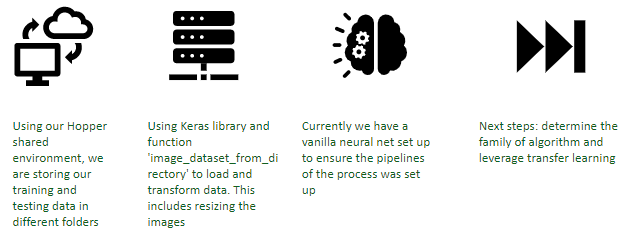 Using our Hopper
shared
environment, we
are storing our
training and
testing data in
different folders
Using Keras library and
function
'image_dataset_from_di
rectory' to load and
transform data. This
includes resizing the
images
Currently we have a
vanilla neural net set up
to ensure the pipelines
of the process was set
up
Next steps: determine the
family of algorithm and
leverage transfer learning